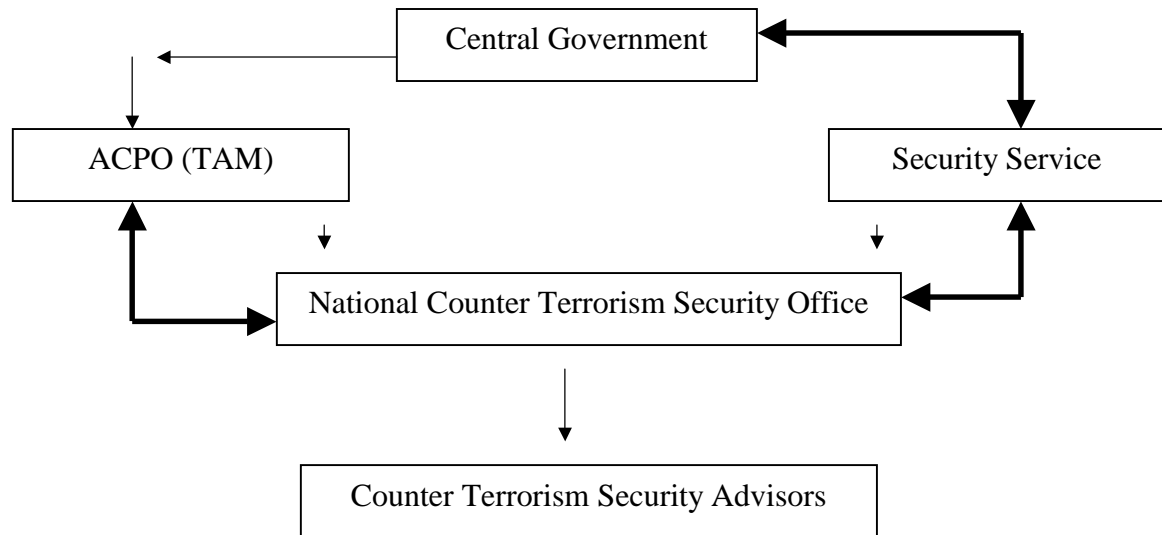 Central Government
ACPO (TAM)
Security Service
National Counter Terrorism Security Office
Counter Terrorism Security Advisors